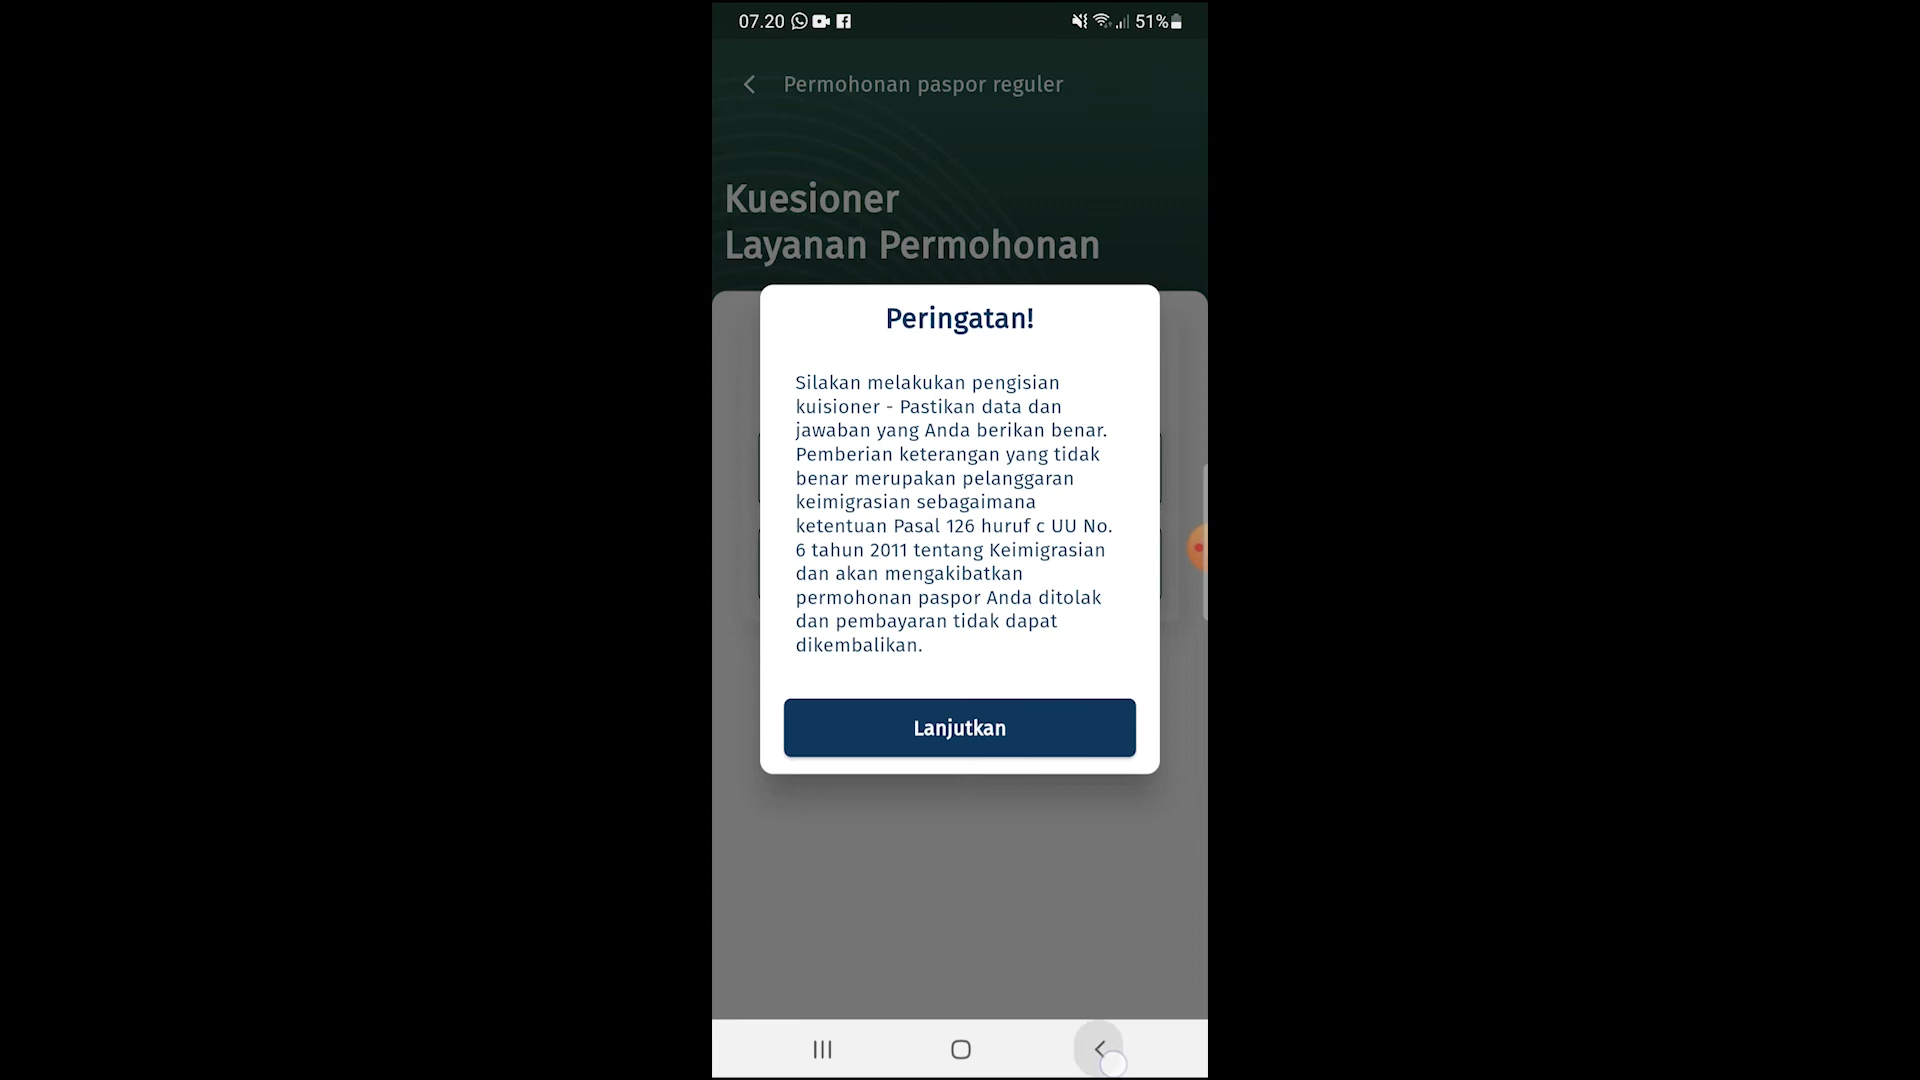 07.20 51%
Permohonan paspor reguler
Kuesioner
Layanan Permohonan
Peringatan!
Silakan melakukan pengisian
kuisioner - Pastikan data dan
jawaban yang Anda berikan benar.
Pemberian keterangan yang tidak
benar merupakan pelanggaran
keimigrasian sebagaimana
ketentuan Pasal 126 huruf c UU No.
6 tahun 2011 tentang Keimigrasian
dan akan mengakibatkan
permohonan paspor Anda ditolak
dan pembayaran tidak dapat
dikembalikan.
Lanjutkan